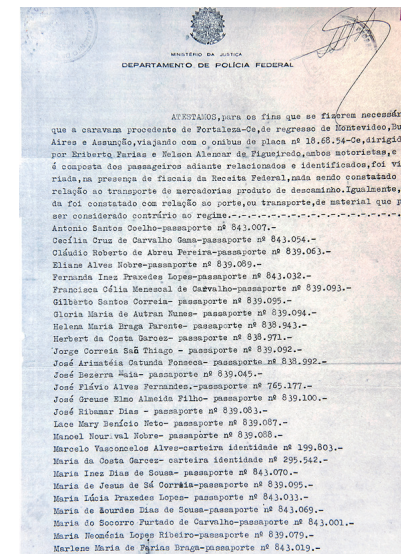 MINISTÉRIO DA JUSTIÇA
DEPARTAMENTO DE POLÍCIA FEDERAL
ATESTAMOS,para os fins que se fizerem necessár
que a caravana procedente de Fortaleza-Ce,de regresso de Montevideo,Bu
Aires e Assunção,viajando com o onibus de placa nº 18.68.54-Ce,dirigid
por Eriberto Farias e Nelson Alencar de Figueiredo,ambos motoristas,e
é composta dos passageiros adiante relacionados e identificados,foi vi
riada,na presença de fiscais da Receita Federal,nada sendo constatado
relação ao transporte de mercadorias produto de descaminho.Igualmente,
da foi constatado com relação ao porte,ou transporte,de material que p
ser considerado contrário ao regime.-.-.-.-.-.-.-.-.-.-.-.-.-.-.-.-.-.
Antonio Santos Coelho-passaporte nº 843.007.-
Cecília Cruz de Carvalho Gama-passaporte nº 843.054.-
Cláudio Roberto de Abreu Pereira-passaporte nº 839.063.-
Eliane Alves Nobre-passaporte nº 839.089.-
Fernanda Inez Praxedes Lopes-passaporte nº 843.032.-
Francisca Célia Menescal de Carvalho-passaporte nº 839.093.-
Gilberto Santos Correia- passaporte nº 839.095.-
Gloria Maria de Autran Nunes- passaporte nº 839.094.-
Helena Maria Braga Parente- passaporte nº 838.943.-
Herbert da Costa Garcez- passaporte nº 838.971.-
Jorge Correia San Thiago - passaporte nº 839.092.-
José Arimatéia Catunda Fonseca- passaporte nº 838.992.-
José Bezerra Maia- passaporte nº 839.045.-
José Flávio Alves Fernandes.-passaporte nº 765.177.-
José Greuse Elmo Almeida Filho- passaporte nº 839.100.-
José Ribamar Dias - passaporte nº 839.083.-
Lace Mary Benício Neto- passaporte nº 839.087.-
Manoel Nourival Nobre- passaporte nº 839.088.-
Marcelo Vasconcelos Alves-carteira identidade nº 199.803.-
Maria da Costa Garcez- carteira identidade nº 295.542.-
Maria Inez Dias de Sousa- passaporte nº 843.070.-
Maria de Jesus de Sá Correia-passaporte nº 839.095.-
Maria Lúcia Praxedes Lopes- passaporte nº 843.033.-
Maria de Lourdes Dias de Sousa-passaporte nº 843.069.-
Maria do Socorro Furtado de Carvalho-passaporte nº 843.001.-
Maria Neomésia Lopes Ribeiro-passaporte nº 839.079.-
Marlene Maria de Farias Braga-passaporte nº 843.019.-